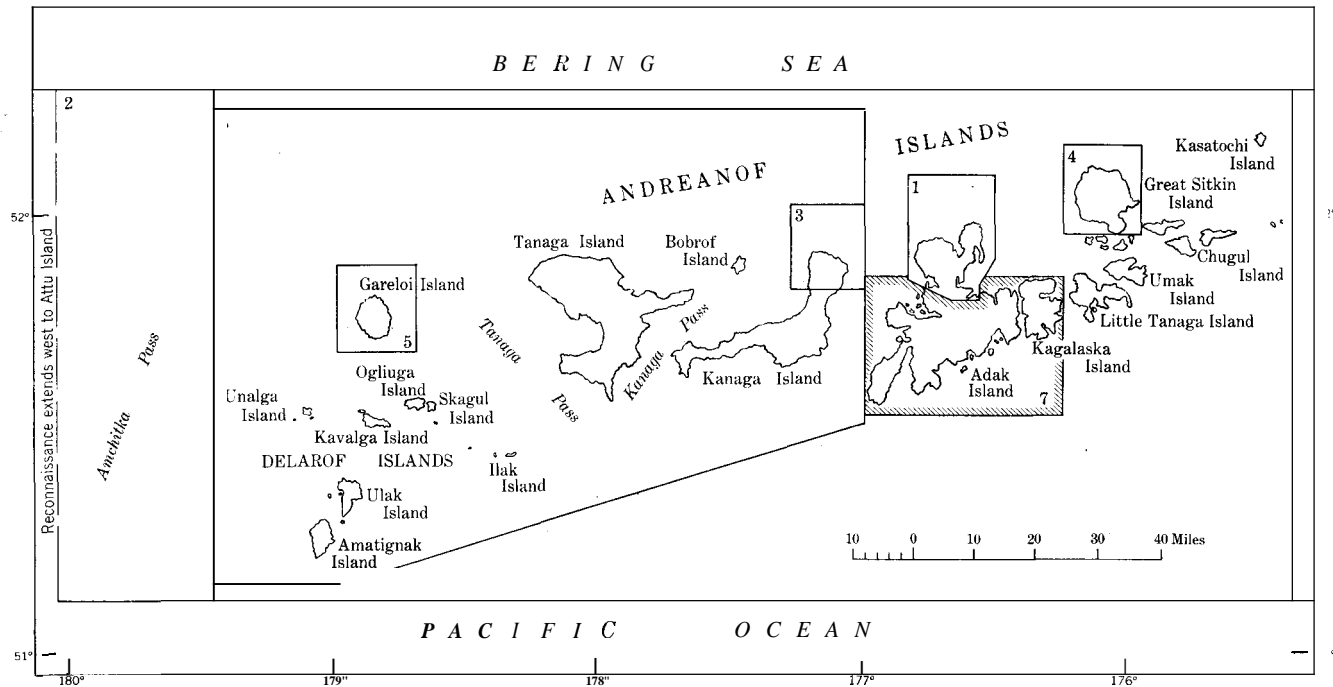 BERING SEA
2
ISLANDS
ANDREANOF
Kasatochi
Island
4
Great Sitkin
Island
1
3
52°
Tanaga Island
Bobrof
Island
Chugul
Island
Umak
Island
Gareloi Island
5
Little Tanaga Island
Kagalaska
Island
Tanaga
Pass
Kanaga
Pass
Kanaga Island
Adak
Island
7
Reconnaissance extends west to Attu Island
Amchitka
Pass
Ogliuga
Island
Skagul
Island
Unalga
Island
Kavalga Island
DELAROF ISLANDS
Ilak
Island
Ulak
Island
Amatignak
Island
10 0 10 20 30 40 Miles
PACIFIC OCEAN
51°
180° 179° 178° 177° 176°